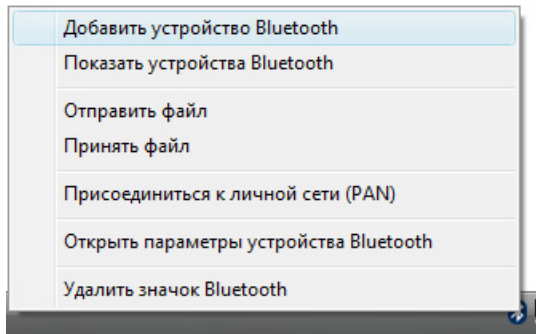 Добавить устройство Bluetooth
Показать устройства Bluetooth
Отправить файл
Принять файл
Присоединиться к личной сети (PAN)
Открыть параметры устройства Bluetooth
Удалить значок Bluetooth